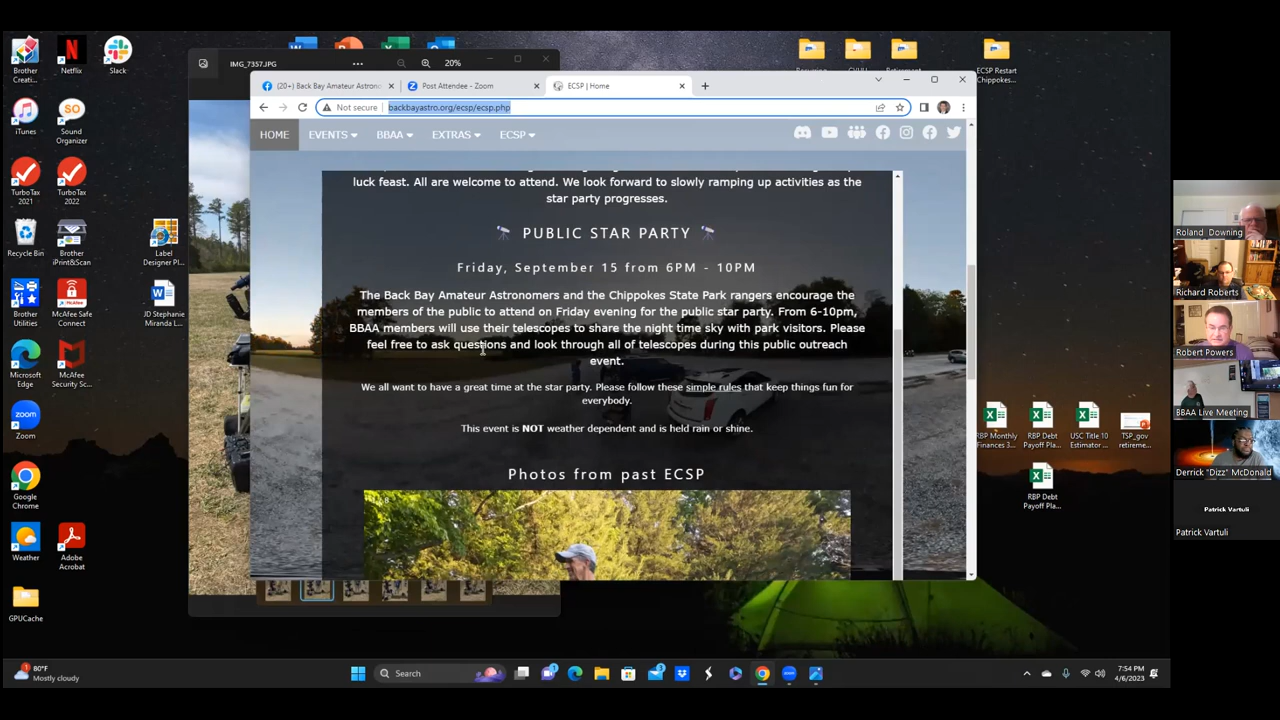 Brother Creati...
Netflix
Slack
iTunes
Sound Organizer
TurboTax 2021
TurboTax 2022
Recycle Bin
Brother iPrint&Scan
Label Designer Pl...
Brother Utilities
McAfee Safe Connect
JD Stephanie Miranda L...
Microsoft Edge
McAfee Security Sc...
Zoom
Google Chrome
Weather
Adobe Acrobat
GPUCache
IMG_7357.JPG
20%
(20+) Back Bay Amateur Astrono
Post Attendee - Zoom
ECSP | Home
Not secure
backbayastro.org/ecsp/ecsp.php
HOME EVENTS BBAA EXTRAS ECSP
luck feast. All are welcome to attend. We look forward to slowly ramping up activities as the
star party progresses.
PUBLIC STAR PARTY
Friday, September 15 from 6PM - 10PM
The Back Bay Amateur Astronomers and the Chippokes State Park rangers encourage the
members of the public to attend on Friday evening for the public star party. From 6-10pm,
BBAA members will use their telescopes to share the night time sky with park visitors. Please
feel free to ask questions and look through all of telescopes during this public outreach
event.
We all want to have a great time at the star party. Please follow these simple rules that keep things fun for
everybody.
This event is NOT weather dependent and is held rain or shine.
Photos from past ECSP
ECSP Restart Chippokes...
RBP Monthly Finances 3...
RBP Debt Payoff Pla...
USC Title 10 Estimator ...
TSP_gov retireme...
RBP Debt Payoff Pla...
Roland Downing
Richard Roberts
Robert Powers
BBAA Live Meeting
Derrick "Dizz" McDonald
Patrick Vartuli
Patrick Vartuli
80°F
Mostly cloudy
Search
7:54 PM
4/6/2023